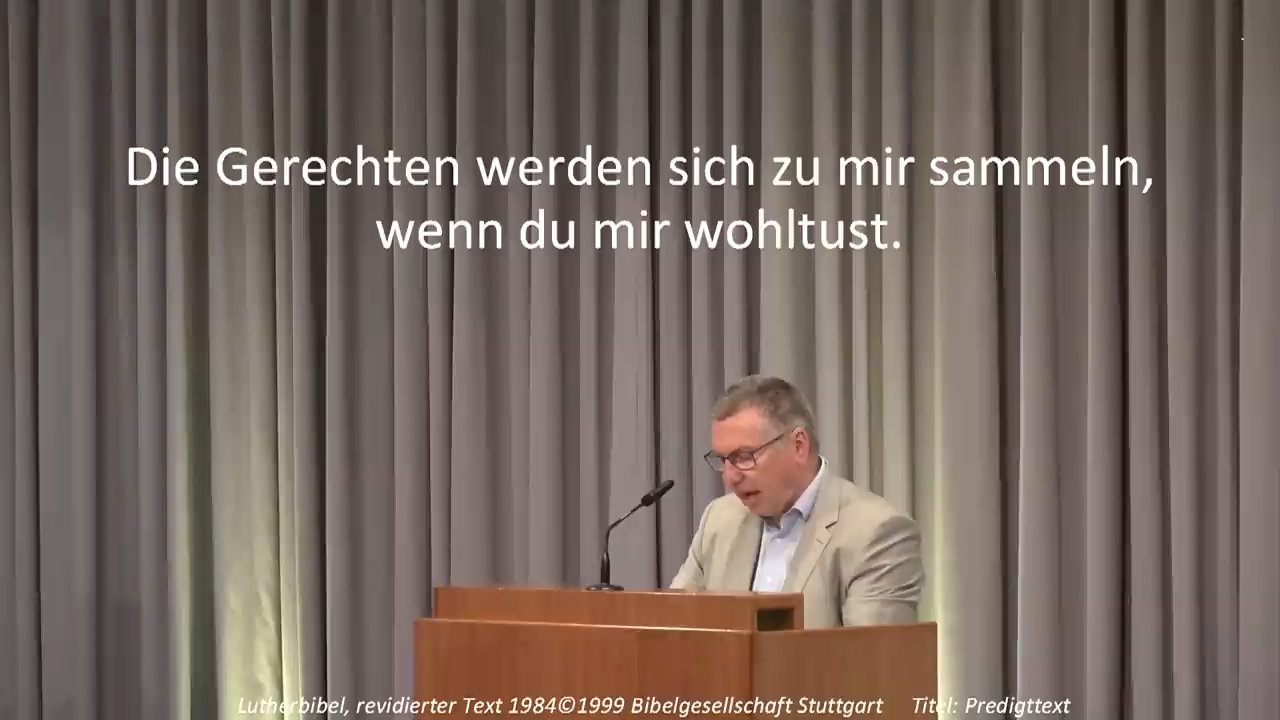 Die Gerechten werden sich zu mir sammeln,
wenn du mir wohltust.
Lutherbibel, revidierter Text 1984©1999 Bibelgesellschaft Stuttgart Titel: Predigttext